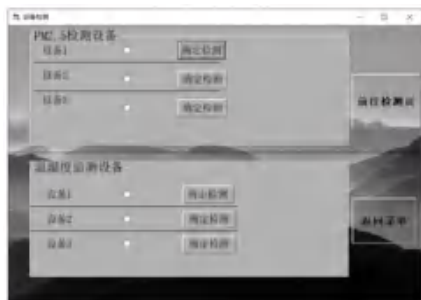 设备检测
PM2.5检测设备
设备1 确定检测
设备2 确定检测
设备3 确定检测
前往检测页
温湿度监测设备
设备1 确定检测
设备2 确定检测
设备3 确定检测
返回菜单